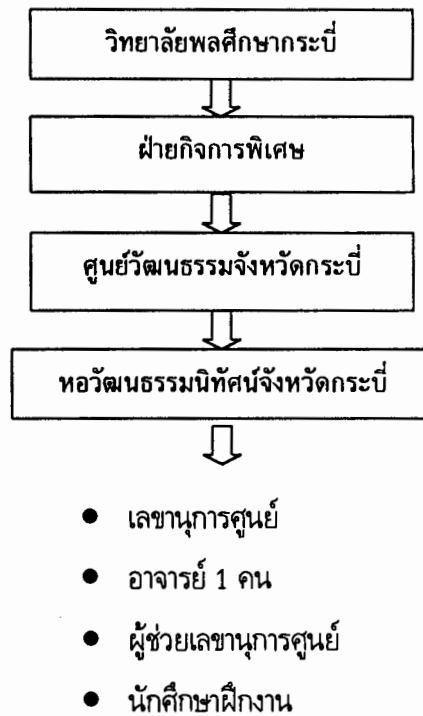 วิทยาลัยพลศึกษากระบี่
ฝ่ายกิจการพิเศษ
ศูนย์วัฒนธรรมจังหวัดกระบี่
หอวัฒนธรรมนิทัศน์จังหวัดกระบี่
● เลขานุการศูนย์
● อาจารย์ 1 คน
● ผู้ช่วยเลขานุการศูนย์
● นักศึกษาฝึกงาน